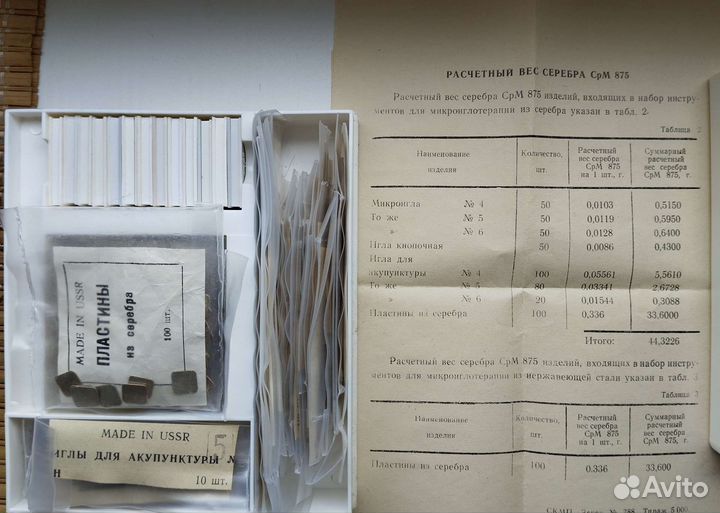 РАСЧЕТНЫЙ ВЕС СЕРЕБРА СрМ 875
Расчетный вес серебра СрМ 875 изделий, входящих в набор инстру-
ментов для микроиглотерапии из серебра указан в табл. 2.
Таблица 2
Наименование изделия Количество, шт. Расчетный вес серебра СрМ 875 на 1 шт., г. Суммарный расчетный вес серебра СрМ 875, г.
Микроигла № 4 50 0,0103 0,5150
То же № 5 50 0,0119 0,5950
» № 6 50 0,0128 0,6400
Игла кнопочная 50 0,0086 0,4300
Игла для
акупунктуры № 4 100 0,05561 5,5610
То же № 5 80 0,03341 2,6728
» № 6 20 0,01544 0,3088
Пластины из серебра 100 0,336 33,6000
Итого: 44,3226
Расчетный вес серебра СрМ 875 изделий, входящих в набор инстру-
ментов для микроиглотерапии из нержавеющей стали указан в табл. 3
Таблица 3
Наименование изделия Количество, шт. Расчетный вес серебра СрМ 875 на 1 шт., г. Суммарный расчетный вес серебра СрМ 875, г.
Пластины из серебра 100 0.336 33,600
СКМП Заказ № 288 Тираж 5 000
MADE IN USSR
ПЛАСТИНЫ
из серебра
100 шт.
MADE IN USSR
5
ИГЛЫ ДЛЯ АКУПУНКТУРЫ №
Н
10 шт.
Avito